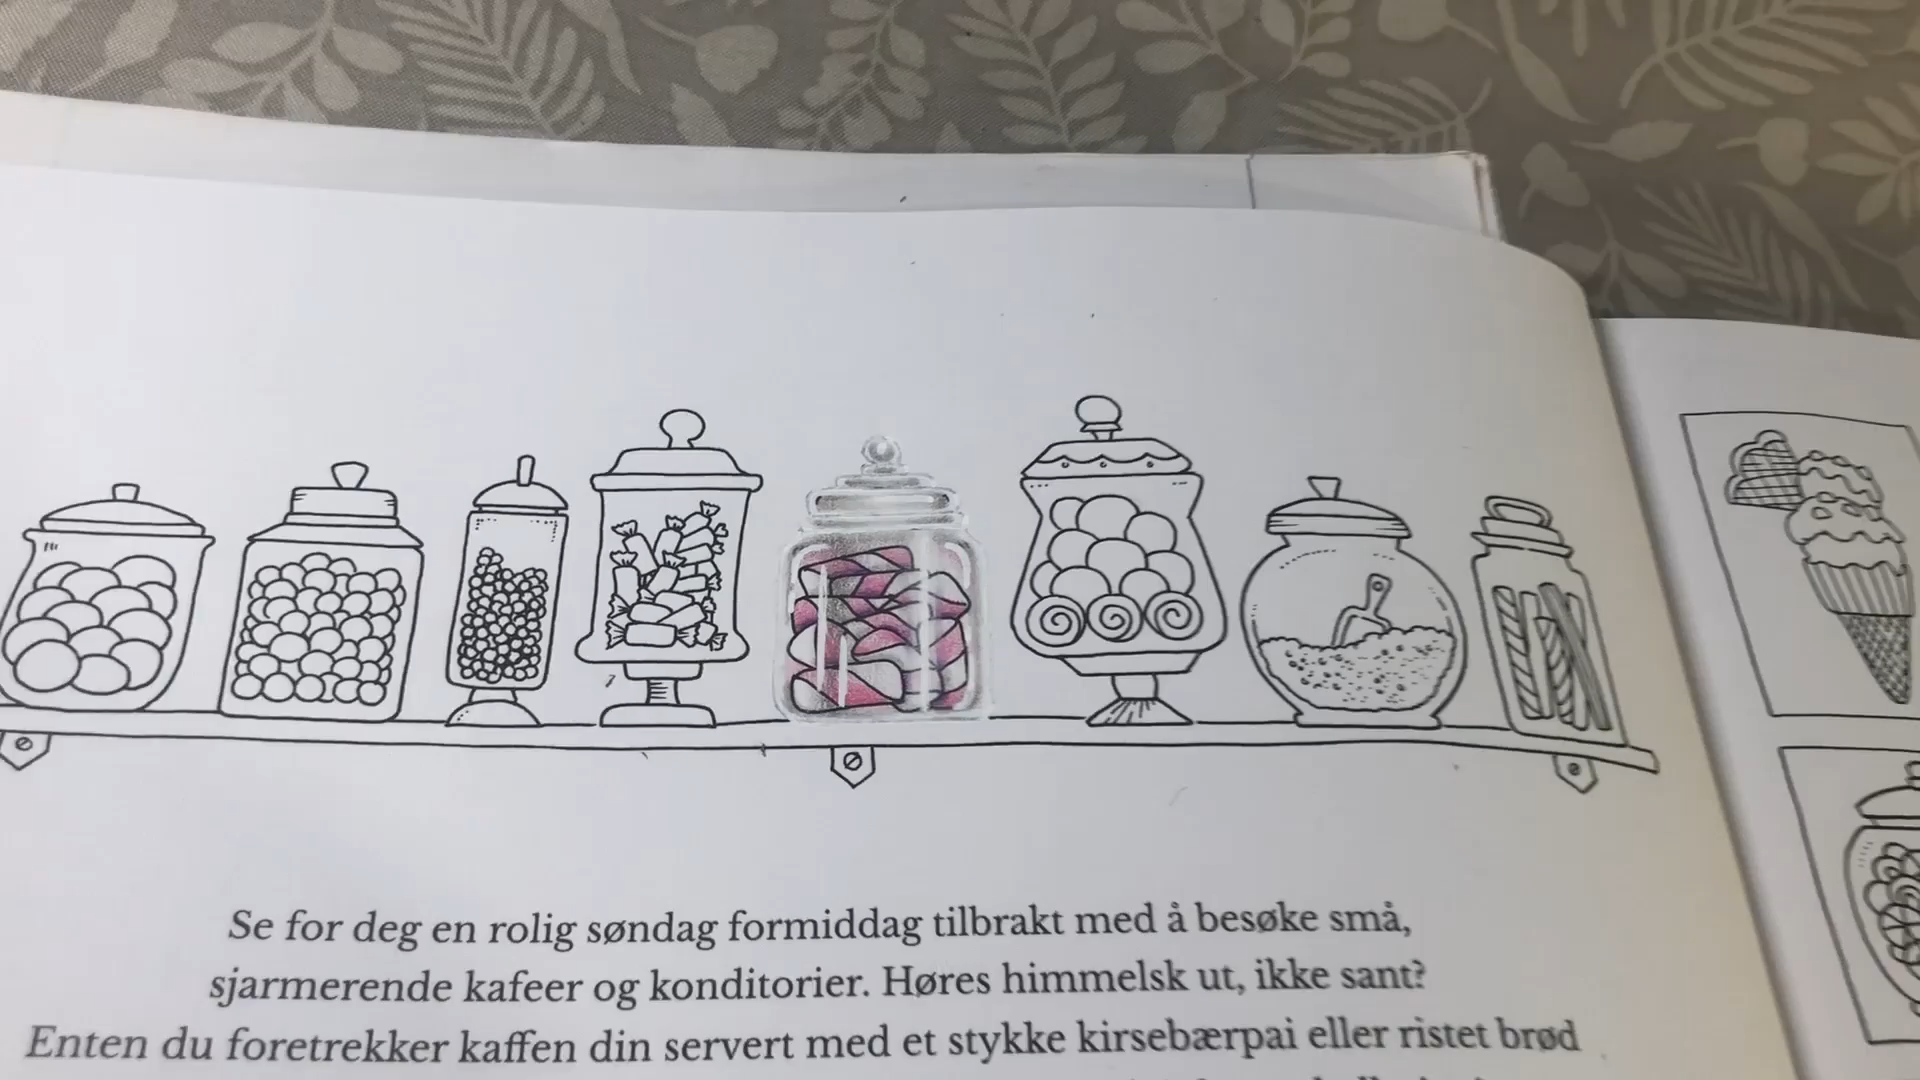 Se for deg en rolig søndag formiddag tilbrakt med å besøke små,
sjarmerende kafeer og konditorier. Høres himmelsk ut, ikke sant?
Enten du foretrekker kaffen din servert med et stykke kirsebærpai eller ristet brød